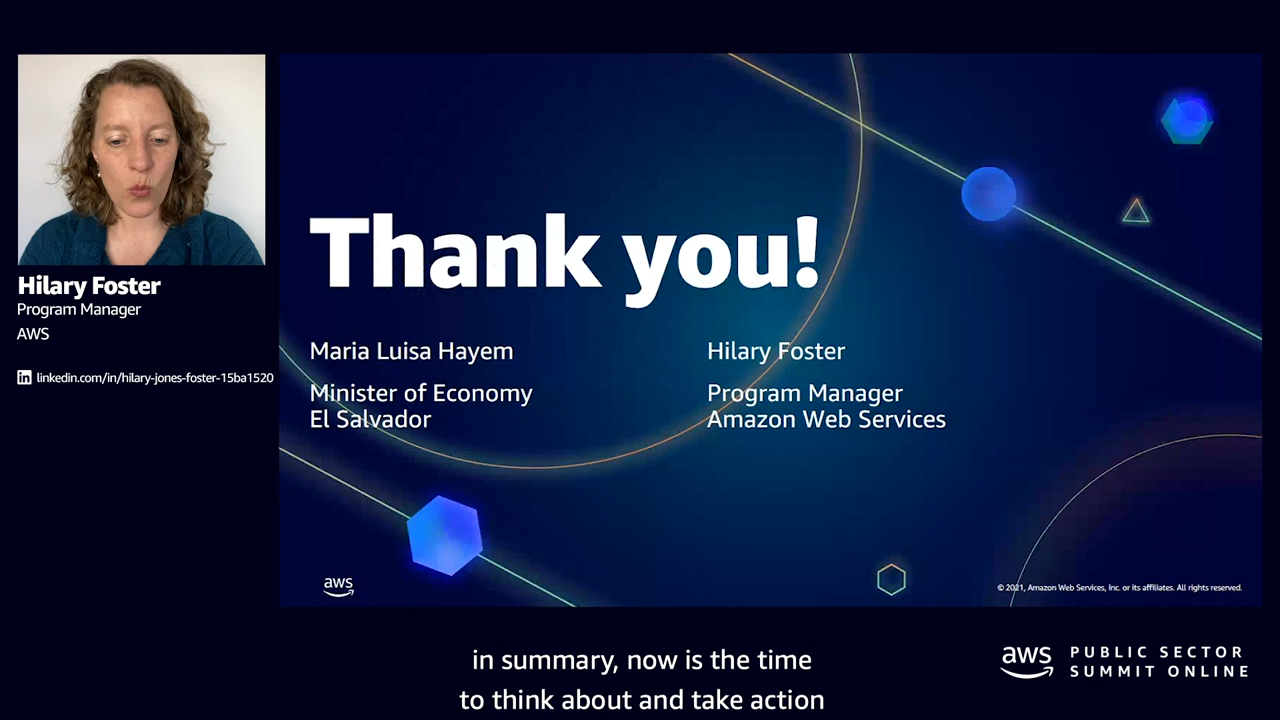 Hilary Foster
Program Manager
AWS
in linkedin.com/in/hilary-jones-foster-15ba1520
Thank you!
Maria Luisa Hayem
Minister of Economy
El Salvador
Hilary Foster
Program Manager
Amazon Web Services
aws
© 2021, Amazon Web Services, Inc. or its affiliates. All rights reserved.
in summary, now is the time
to think about and take action
aws
PUBLIC SECTOR
SUMMIT ONLINE